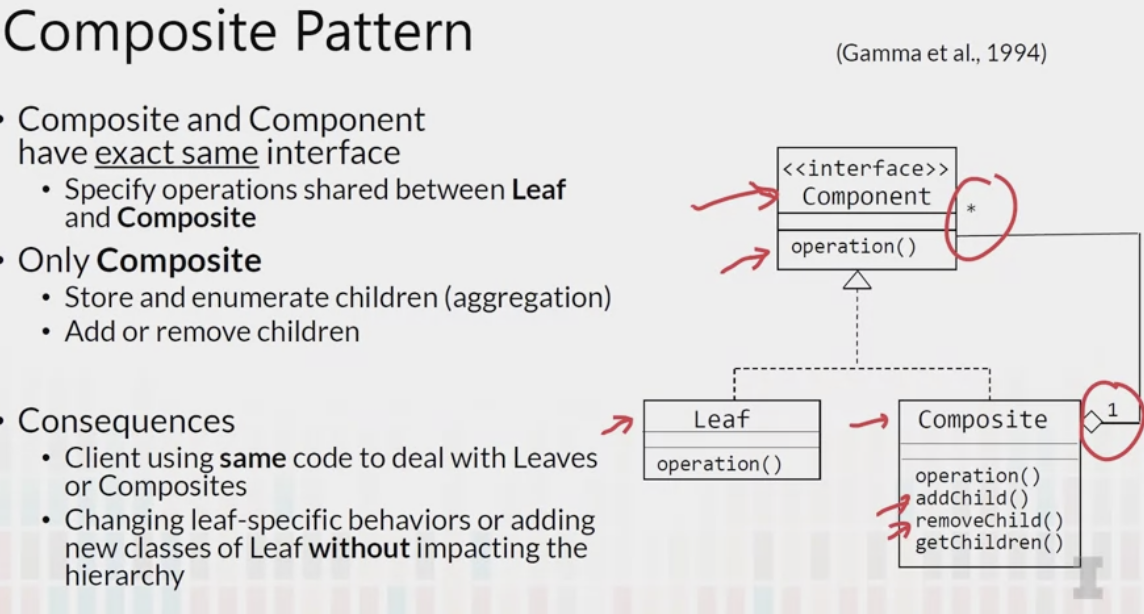 Composite Pattern
(Gamma et al., 1994)
• Composite and Component
have exact same interface
• Specify operations shared between Leaf
and Composite
• Only Composite
• Store and enumerate children (aggregation)
• Add or remove children
• Consequences
• Client using same code to deal with Leaves
or Composites
• Changing leaf-specific behaviors or adding
new classes of Leaf without impacting the
hierarchy
<<interface>>
Component
*
operation()
Leaf
operation()
Composite
1
operation()
addChild()
removeChild()
getChildren()
I